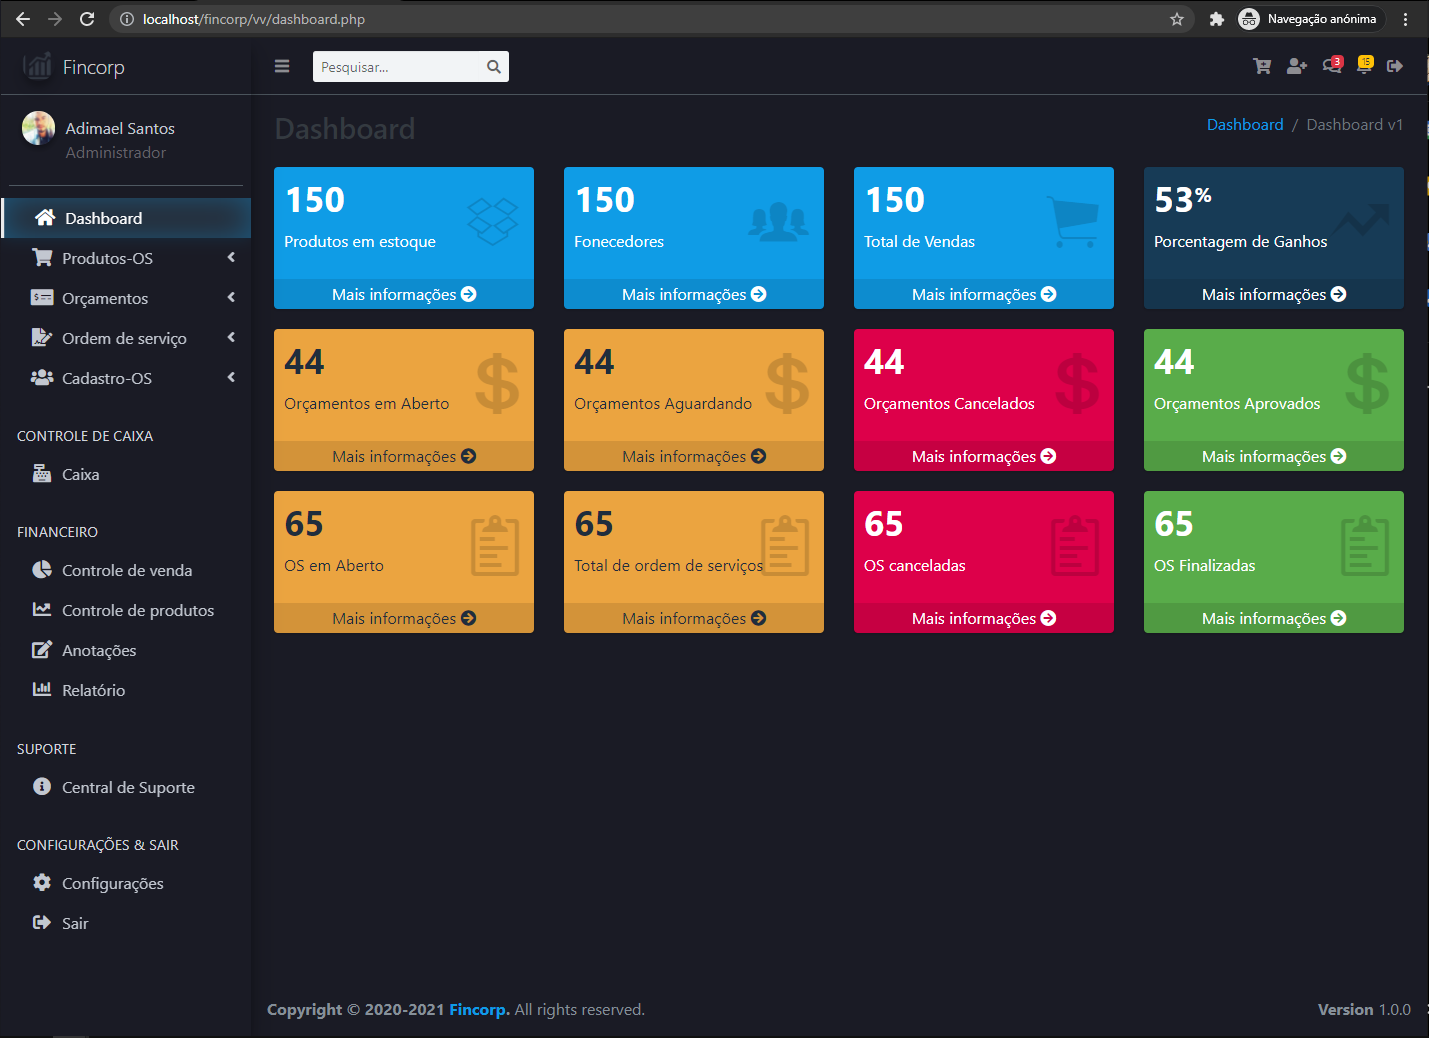 localhost/fincorp/vv/dashboard.php
Navegação anónima
Fincorp
Pesquisar...
3
15
Adimael Santos
Administrador
Dashboard
Produtos-OS
Orçamentos
Ordem de serviço
Cadastro-OS
CONTROLE DE CAIXA
Caixa
FINANCEIRO
Controle de venda
Controle de produtos
Anotações
Relatório
SUPORTE
Central de Suporte
CONFIGURAÇÕES & SAIR
Configurações
Sair
Dashboard
Dashboard / Dashboard v1
150
Produtos em estoque
Mais informações
150
Fonecedores
Mais informações
150
Total de Vendas
Mais informações
53%
Porcentagem de Ganhos
Mais informações
44
Orçamentos em Aberto
Mais informações
44
Orçamentos Aguardando
Mais informações
44
Orçamentos Cancelados
Mais informações
44
Orçamentos Aprovados
Mais informações
65
OS em Aberto
Mais informações
65
Total de ordem de serviços
Mais informações
65
OS canceladas
Mais informações
65
OS Finalizadas
Mais informações
Copyright © 2020-2021 Fincorp. All rights reserved.
Version 1.0.0